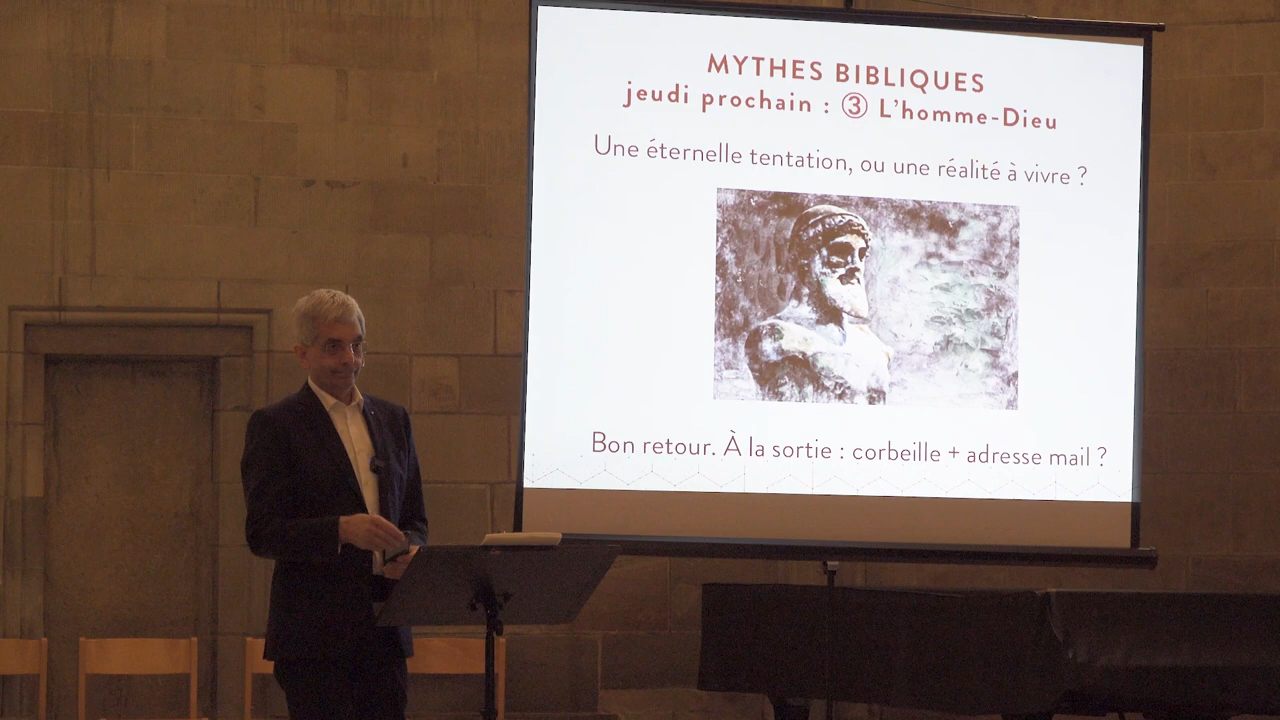 MYTHES BIBLIQUES
jeudi prochain : ③ L'homme-Dieu
Une éternelle tentation, ou une réalité à vivre ?
Bon retour. À la sortie : corbeille + adresse mail ?